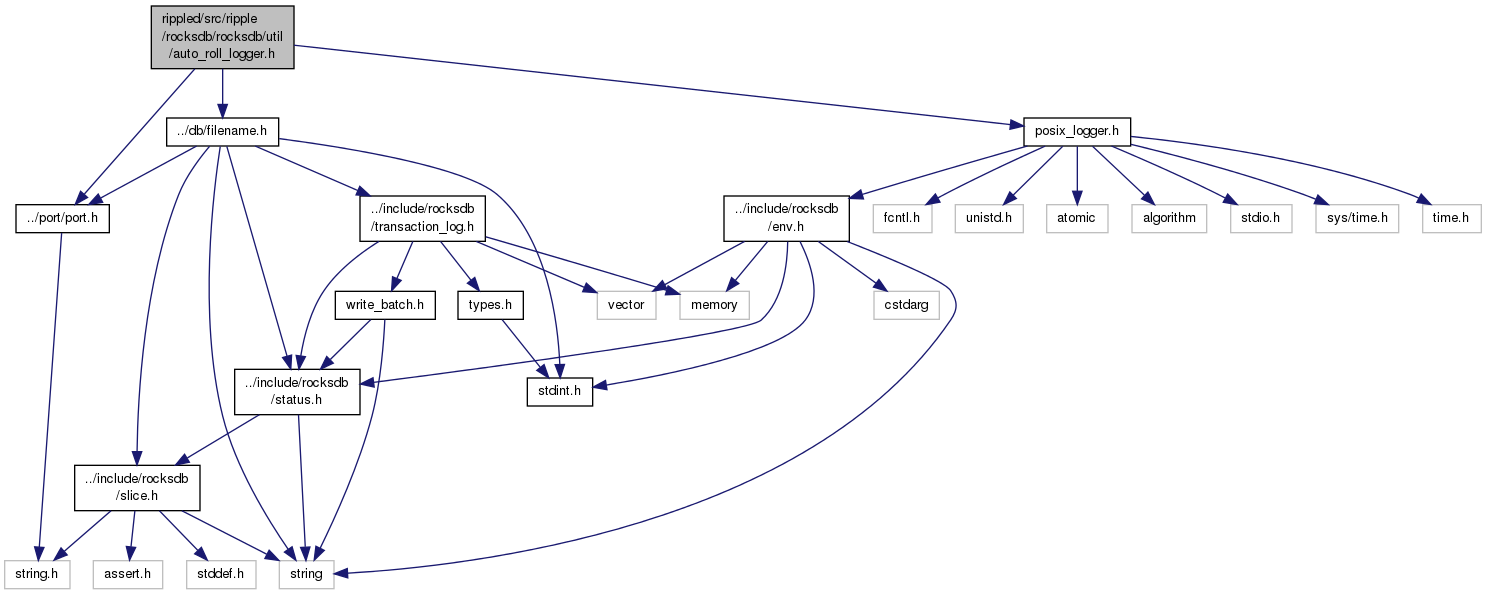 rippled/src/ripple
/rocksdb/rocksdb/util
/auto_roll_logger.h
../db/filename.h
posix_logger.h
../port/port.h
../include/rocksdb
/transaction_log.h
../include/rocksdb
/env.h
fcntl.h
unistd.h
atomic
algorithm
stdio.h
sys/time.h
time.h
write_batch.h
types.h
vector
memory
cstdarg
../include/rocksdb
/status.h
stdint.h
../include/rocksdb
/slice.h
string.h
assert.h
stddef.h
string